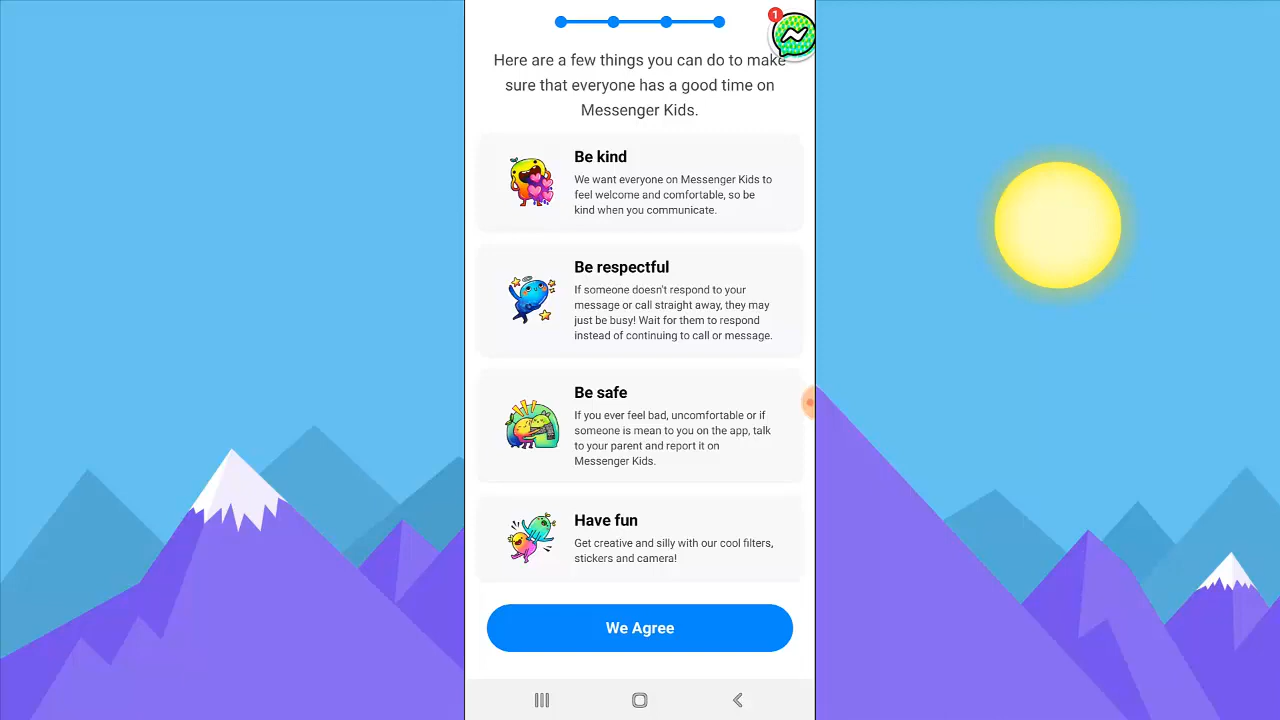 1
Here are a few things you can do to make
sure that everyone has a good time on
Messenger Kids.
Be kind
We want everyone on Messenger Kids to
feel welcome and comfortable, so be
kind when you communicate.
Be respectful
If someone doesn't respond to your
message or call straight away, they may
just be busy! Wait for them to respond
instead of continuing to call or message.
Be safe
If you ever feel bad, uncomfortable or if
someone is mean to you on the app, talk
to your parent and report it on
Messenger Kids.
Have fun
Get creative and silly with our cool filters,
stickers and camera!
We Agree